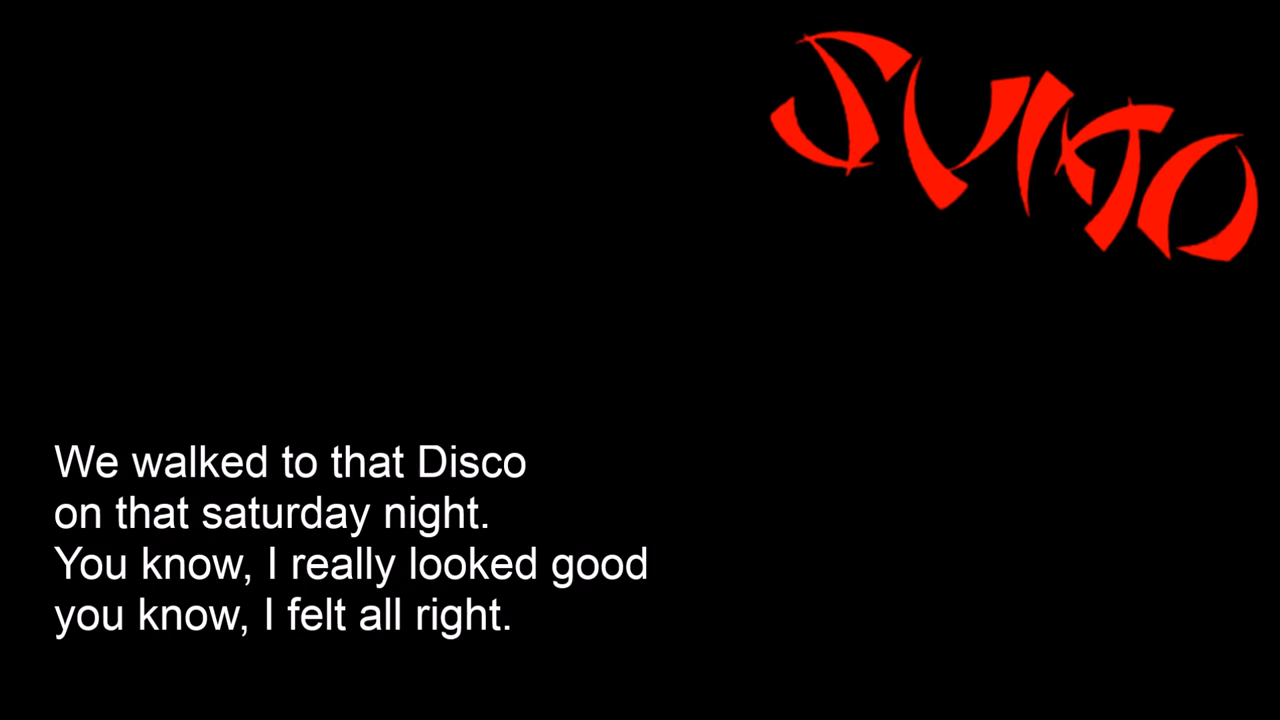 SUMO
We walked to that Disco
on that saturday night.
You know, I really looked good
you know, I felt all right.